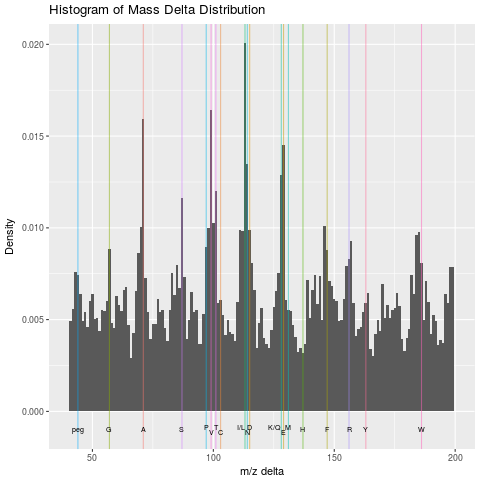 Histogram of Mass Delta Distribution
0.020
0.015
0.010
0.005
0.000
Density
peg G A S P V T C I/L N D K/Q E M H F R Y W
50 100 150 200
m/z delta